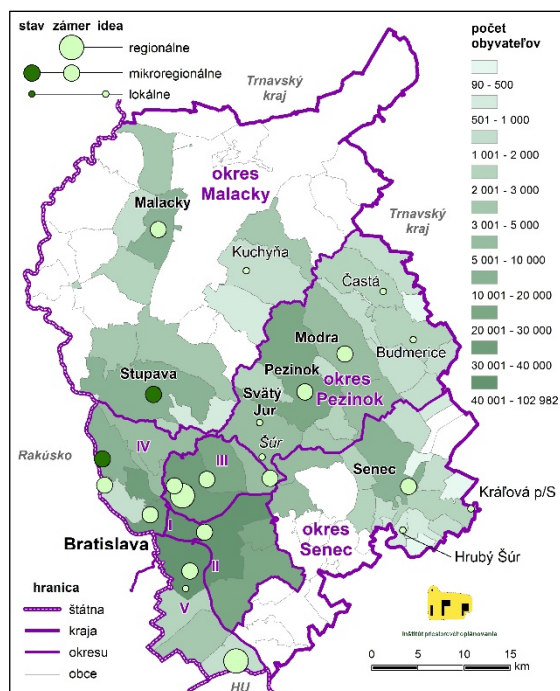 stav zámer idea
regionálne
mikroregionálne
lokálne
počet
obyvateľov
90 - 500
501 - 1 000
1 001 - 2 000
2 001 - 3 000
3 001 - 5 000
5 001 - 10 000
10 001 - 20 000
20 001 - 30 000
30 001 - 40 000
40 001 - 102 982
Trnavský
kraj
okres
Malacky
Malacky
Trnavský
kraj
Kuchyňa
Častá
Modra
Budmerice
Stupava
Pezinok
okres
Pezinok
Svätý
Jur
Šúr
Rakúsko
IV
III
Senec
Kráľová p/S
I
Bratislava
II
okres
Senec
Hrubý Šúr
V
hranica
štátna
kraja
okresu
obce
HU
Inštitút priestorového plánovania
0 5 10 15
km